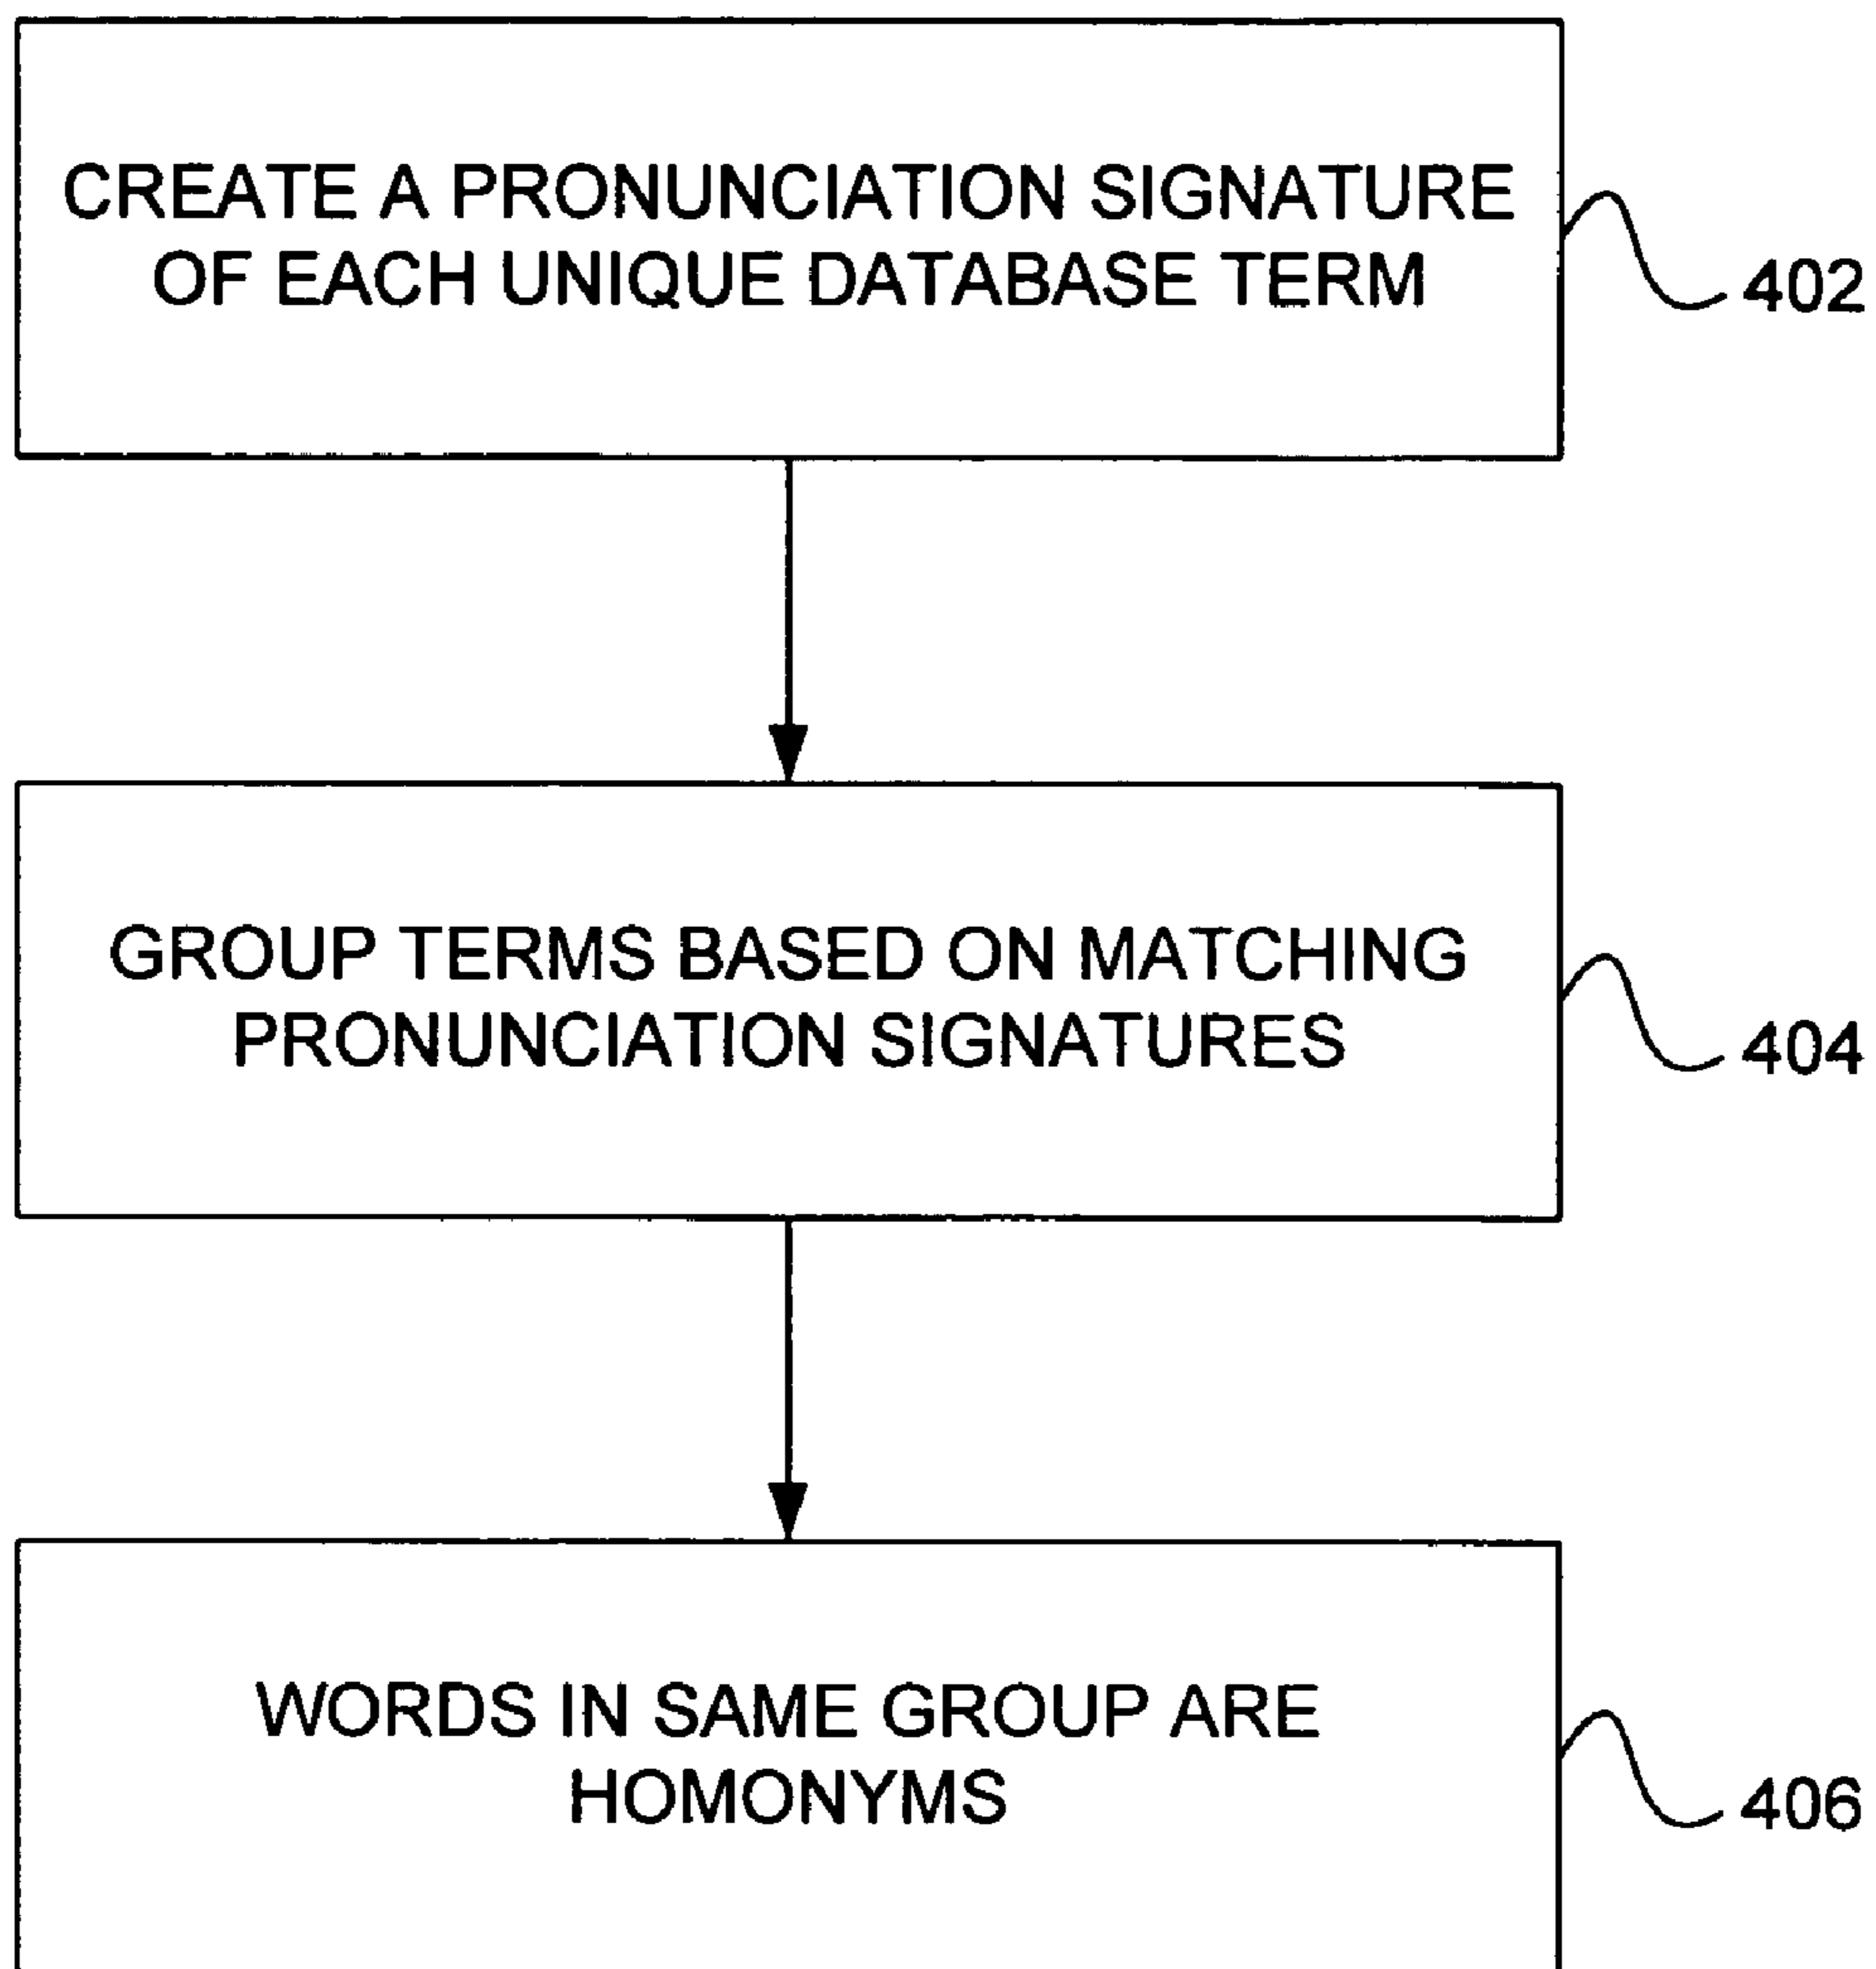 CREATE A PRONUNCIATION SIGNATURE
OF EACH UNIQUE DATABASE TERM
402
GROUP TERMS BASED ON MATCHING
PRONUNCIATION SIGNATURES
404
WORDS IN SAME GROUP ARE
HOMONYMS
406